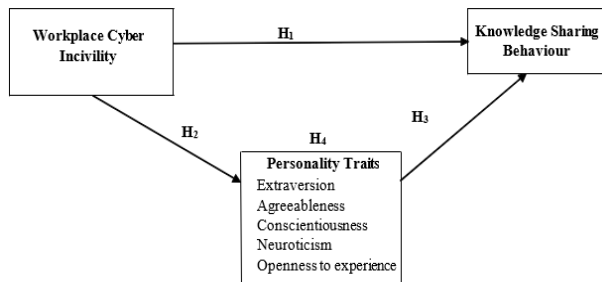 Workplace Cyber
Incivility
H1
Knowledge Sharing
Behaviour
H2
H4
H3
Personality Traits
Extraversion
Agreeableness
Conscientiousness
Neuroticism
Openness to experience